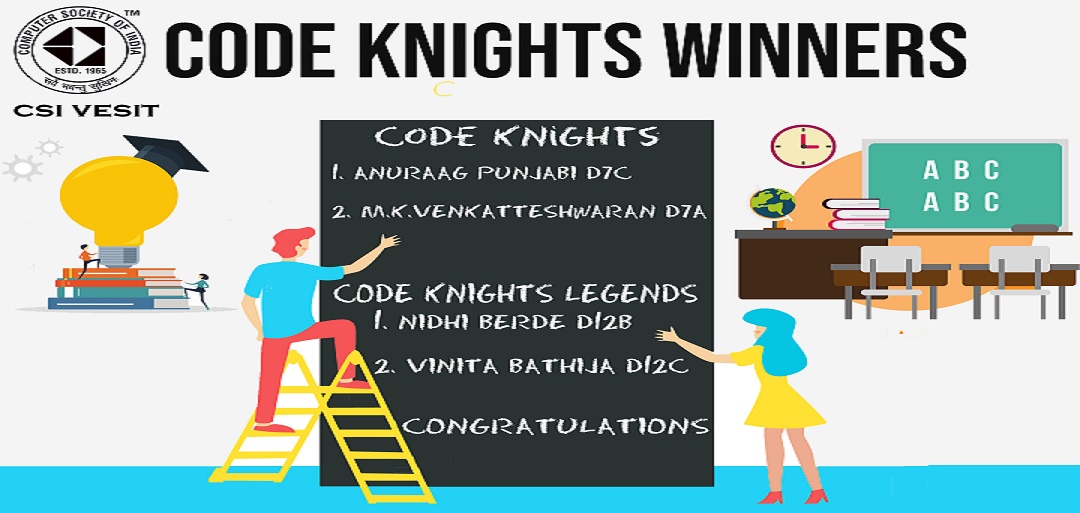 COMPUTER SOCIETY OF INDIA
TM
ESTD. 1965
CSI VESIT
CODE KNIGHTS WINNERS
C
CODE KNIGHTS
1. ANURAAG PUNJABI D7C
2. M.K.VENKATTESHWARAN D7A
CODE KNIGHTS LEGENDS
1. NIDHI BERDE D12B
2. VINITA BATHIJA D12C
CONGRATULATIONS
A B C
A B C